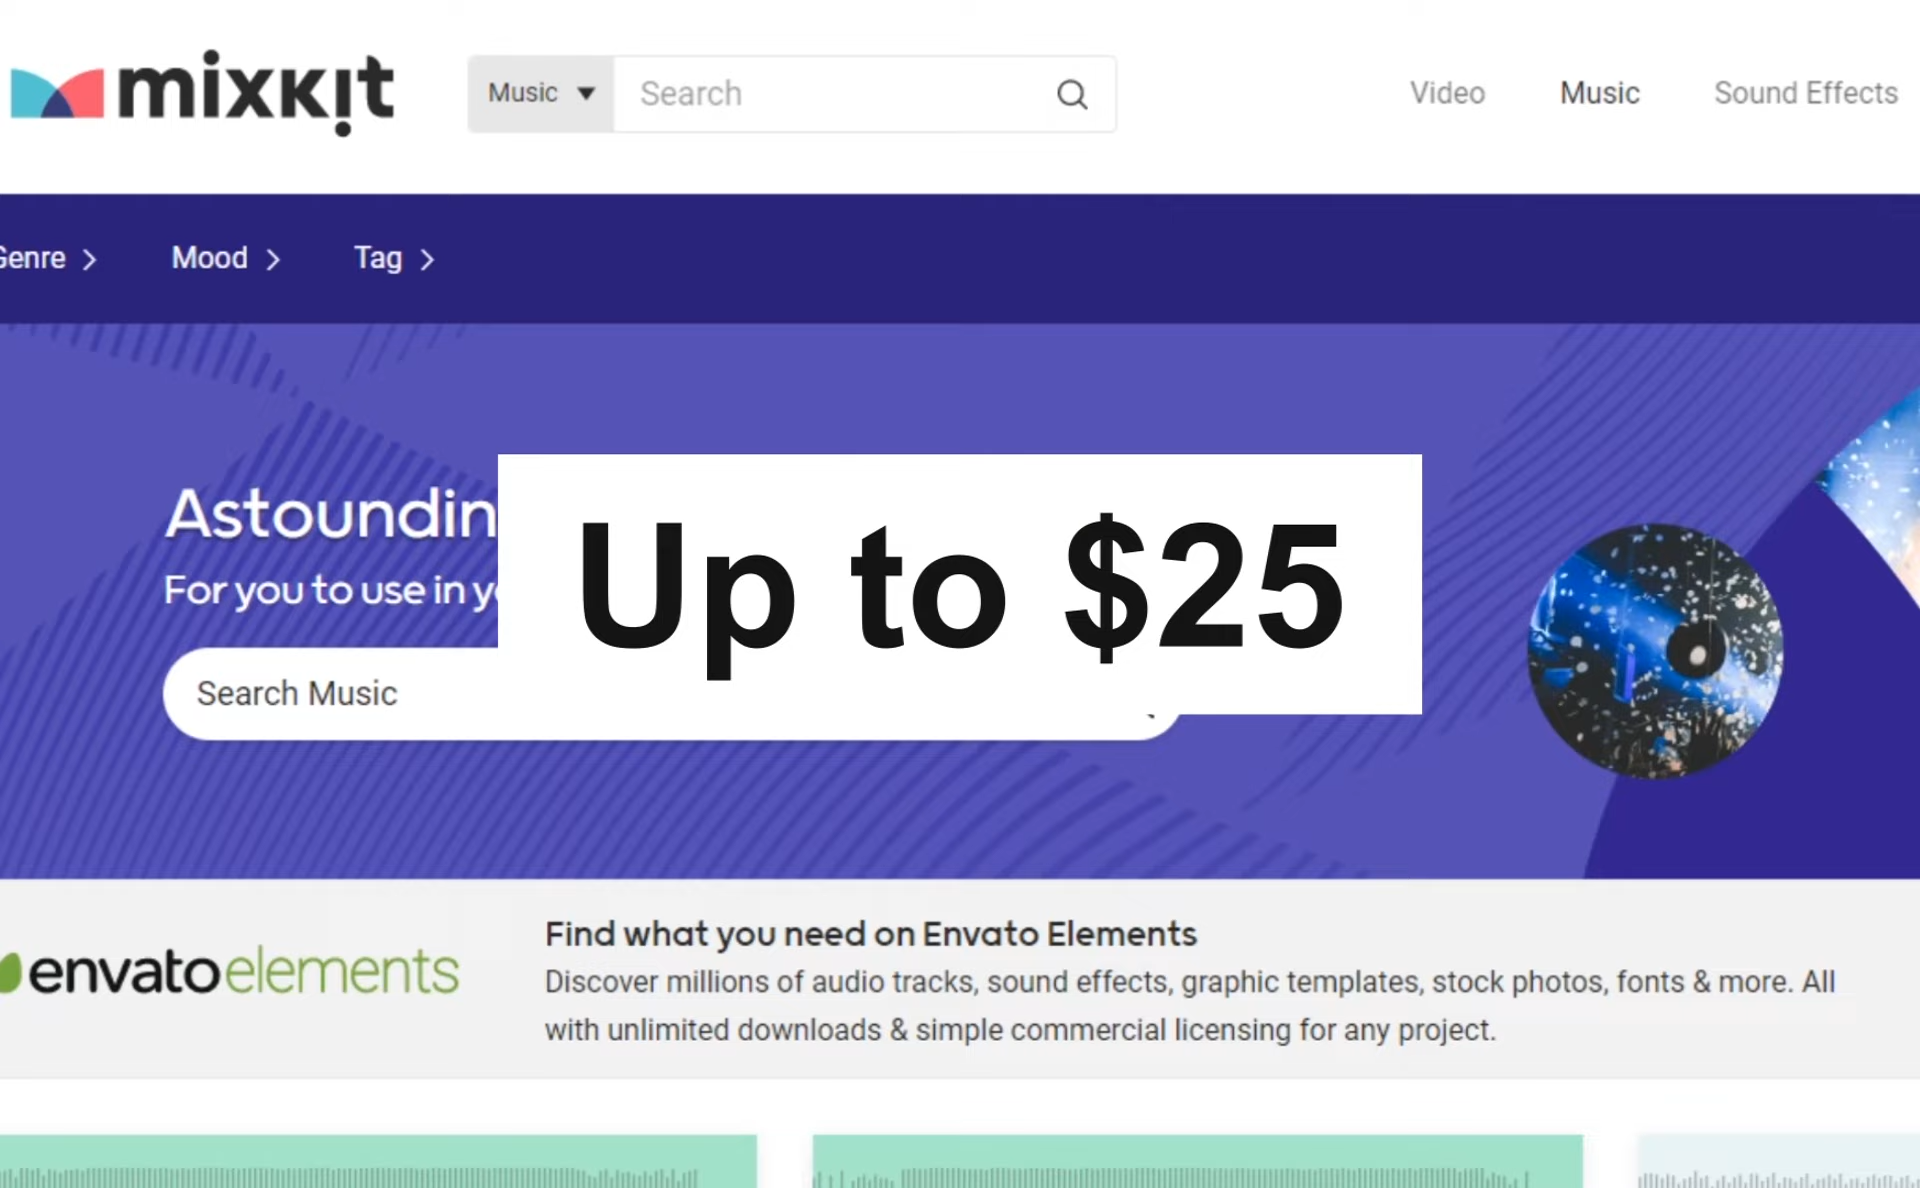 mixkit
Music
Search
Video
Music
Sound Effects
Genre
Mood
Tag
Astoundin
For you to use in y
Up to $25
Search Music
envato elements
Find what you need on Envato Elements
Discover millions of audio tracks, sound effects, graphic templates, stock photos, fonts & more. All
with unlimited downloads & simple commercial licensing for any project.